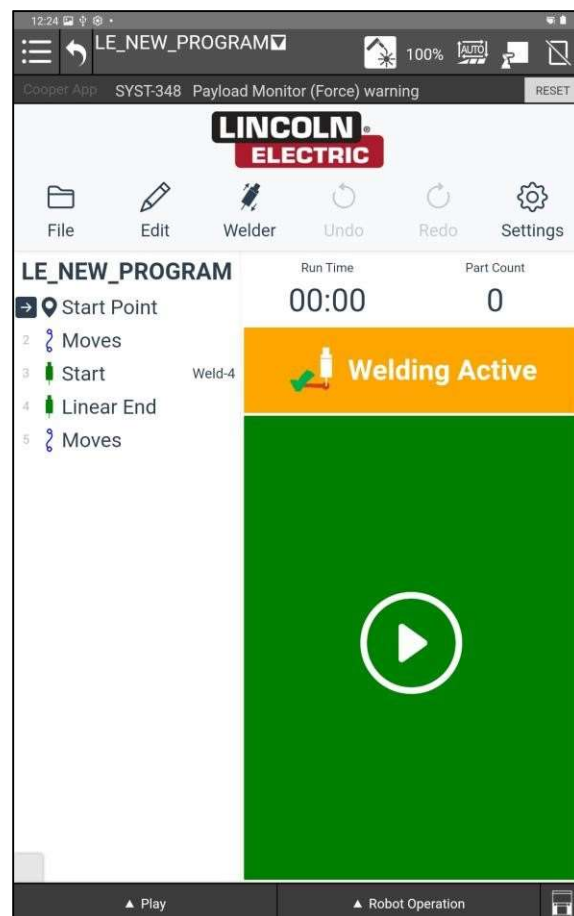 12:24
LE_NEW_PROGRAM
100%
AUTO
Cooper App SYST-348 Payload Monitor (Force) warning RESET
LINCOLN
ELECTRIC
File Edit Welder Undo Redo Settings
LE_NEW_PROGRAM
Run Time Part Count
00:00 0
Start Point
2 Moves
3 Start Weld-4
4 Linear End
5 Moves
Welding Active
Play Robot Operation